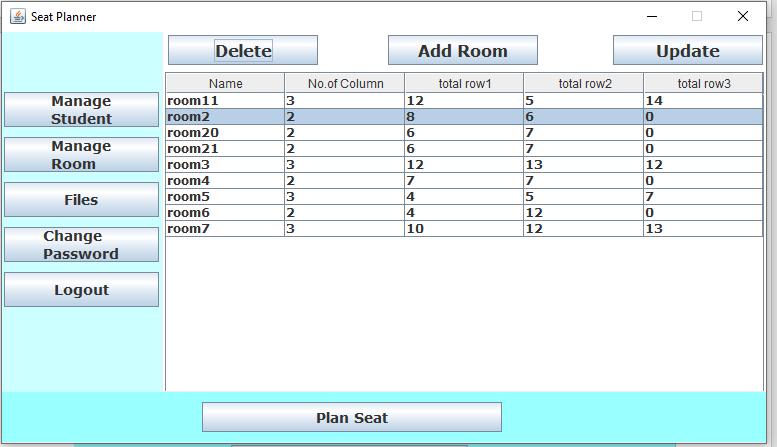 Seat Planner
Delete Add Room Update
Name No.of Column total row1 total row2 total row3
room11 3 12 5 14
room2 2 8 6 0
room20 2 6 7 0
room21 2 6 7 0
room3 3 12 13 12
room4 2 7 7 0
room5 3 4 5 7
room6 2 4 12 0
room7 3 10 12 13
Manage
Student
Manage
Room
Files
Change
Password
Logout
Plan Seat